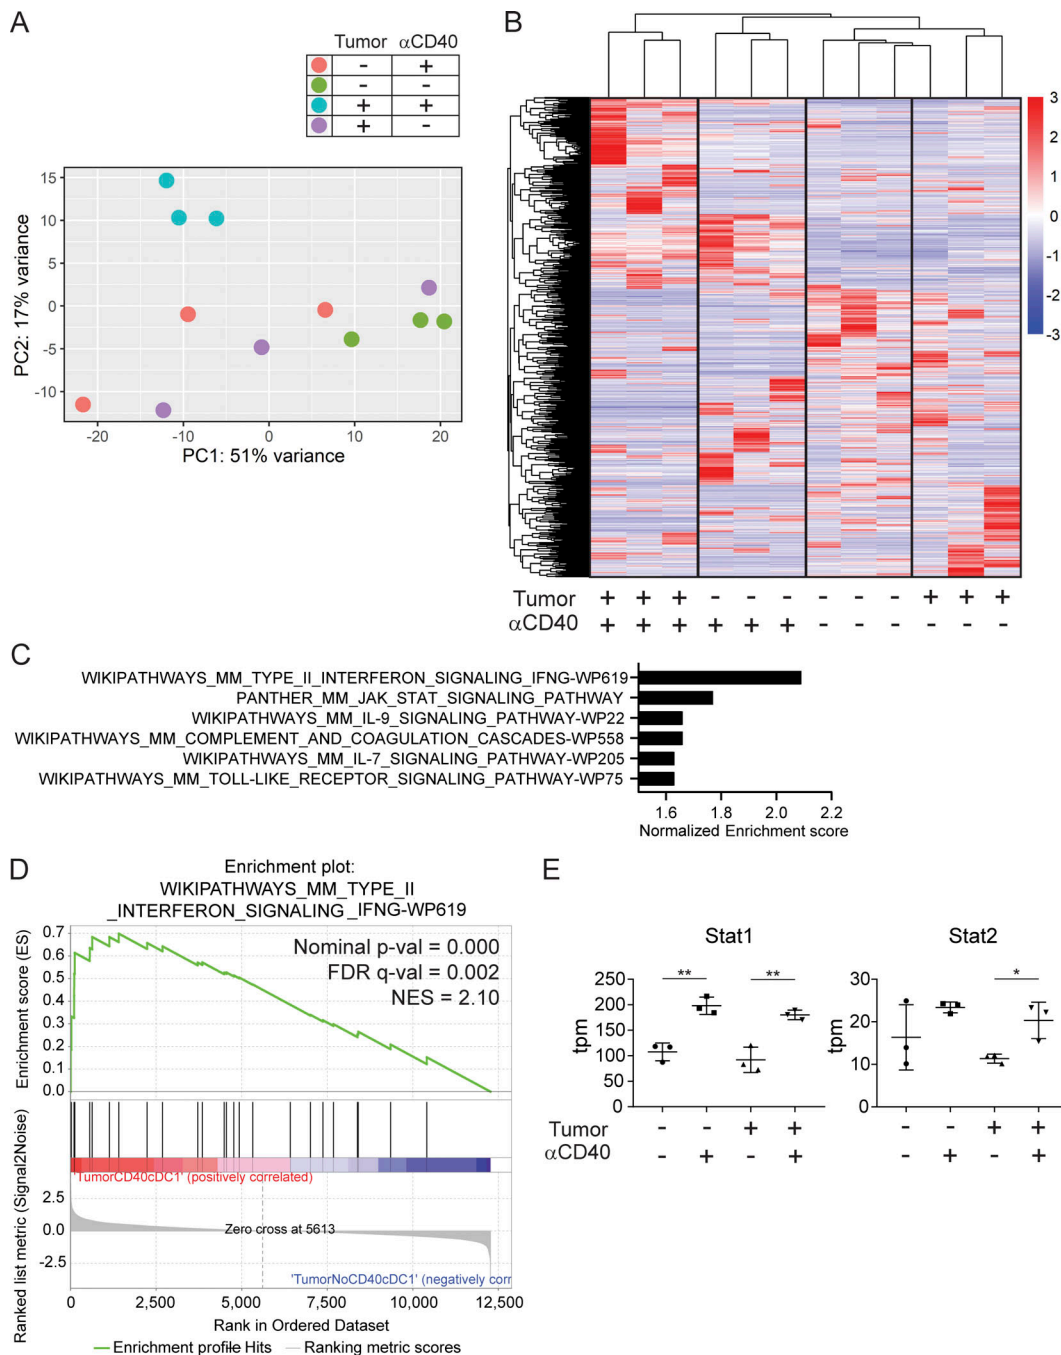 A
Tumor αCD40
- +
- -
+ +
+ -
15
10
5
0
-5
-10
PC2: 17% variance
-20 -10 0 10 20
PC1: 51% variance
B
3
2
1
0
-1
-2
-3
Tumor + + + - - - - - - + + +
αCD40 + + + + + + - - - - - -
C
WIKIPATHWAYS_MM_TYPE_II_INTERFERON_SIGNALING_IFNG-WP619
PANTHER_MM_JAK_STAT_SIGNALING_PATHWAY
WIKIPATHWAYS_MM_IL-9_SIGNALING_PATHWAY-WP22
WIKIPATHWAYS_MM_COMPLEMENT_AND_COAGULATION_CASCADES-WP558
WIKIPATHWAYS_MM_IL-7_SIGNALING_PATHWAY-WP205
WIKIPATHWAYS_MM_TOLL-LIKE_RECEPTOR_SIGNALING_PATHWAY-WP75
1.6 1.8 2.0 2.2
Normalized Enrichment score
D
Enrichment plot:
WIKIPATHWAYS_MM_TYPE_II
_INTERFERON_SIGNALING_IFNG-WP619
Nominal p-val = 0.000
FDR q-val = 0.002
NES = 2.10
0.7
0.6
0.5
0.4
0.3
0.2
0.1
0.0
Enrichment score (ES)
'TumorCD40cDC1' (positively correlated)
2.5
0.0
-2.5
Ranked list metric (Signal2Noise)
Zero cross at 5613
'TumorNoCD40cDC1' (negatively corr
0 2,500 5,000 7,500 10,000 12,500
Rank in Ordered Dataset
Enrichment profile Hits Ranking metric scores
E
Stat1
** **
250
200
150
100
50
0
tpm
Tumor - - + +
αCD40 - + - +
Stat2
*
30
20
10
0
tpm
- - + +
- + - +